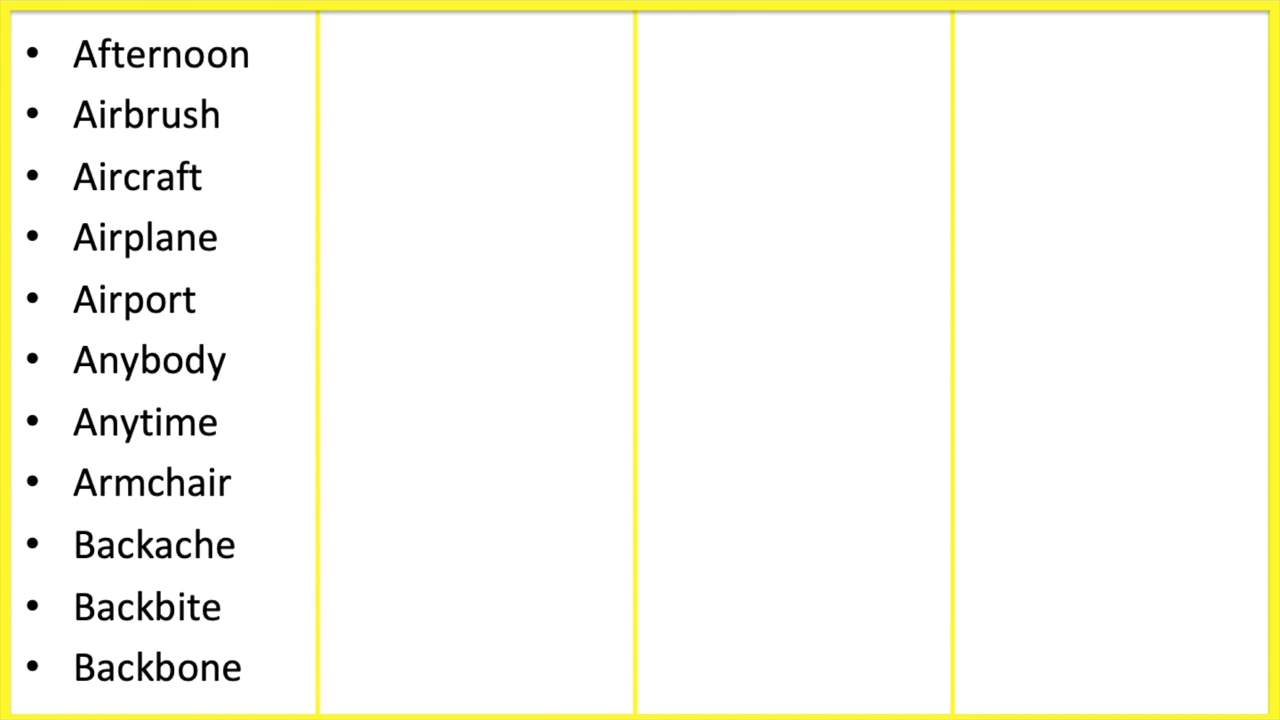 • Afternoon
• Airbrush
• Aircraft
• Airplane
• Airport
• Anybody
• Anytime
• Armchair
• Backache
• Backbite
• Backbone